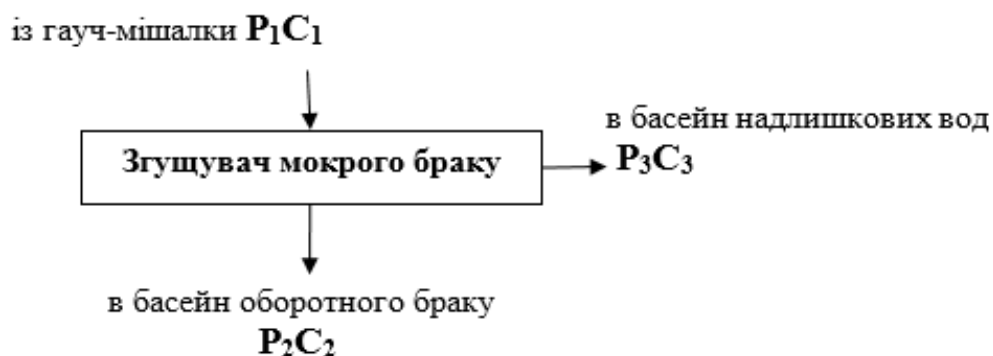 із гауч-мішалки P₁C₁
в басейн надлишкових вод
Згущувач мокрого браку
P₃C₃
в басейн оборотного браку
P₂C₂